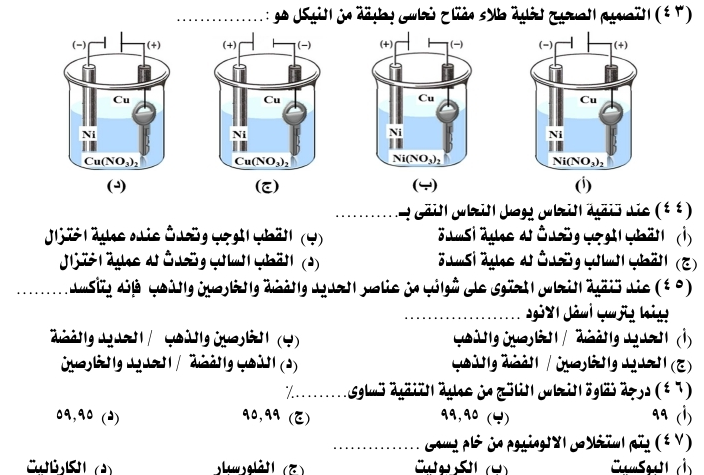 ٤٣) التصميم الصحيح لخلية طلاء مفتاح نحاسى بطبقة من النيكل هو : ...............
(+) (-) (-) (+) (-) (+) (+) (-)
Cu Cu Cu Cu
Ni Ni Ni Ni
Ni(NO₃)₂ Ni(NO₃)₂ Cu(NO₃)₂ Cu(NO₃)₂
(أ) (ب) (ج) (د)
(٤٤) عند تنقية النحاس يوصل النحاس النقى بـ...........
(أ) القطب الموجب وتحدث له عملية أكسدة (ب) القطب الموجب وتحدث عنده عملية اختزال
(ج) القطب السالب وتحدث له عملية أكسدة (د) القطب السالب وتحدث له عملية اختزال
(٤٥) عند تنقية النحاس المحتوى على شوائب من عناصر الحديد والفضة والخارصين والذهب فإنه يتأكسد.........
بينما يترسب أسفل الانود ...................
(أ) الحديد والفضة / الخارصين والذهب (ب) الخارصين والذهب / الحديد والفضة
(ج) الحديد والخارصين / الفضة والذهب (د) الذهب والفضة / الحديد والخارصين
(٤٦) درجة نقاوة النحاس الناتج من عملية التنقية تساوى.........٪
(أ) ٩٩ (ب) ٩٩,٩٥ (ج) ٩٥,٩٩ (د) ٥٩,٩٥
(٤٧) يتم استخلاص الالومنيوم من خام يسمى ..............
(أ) البوكسيت (ب) الكريوليت (ج) الفلورسبار (د) الكارناليت